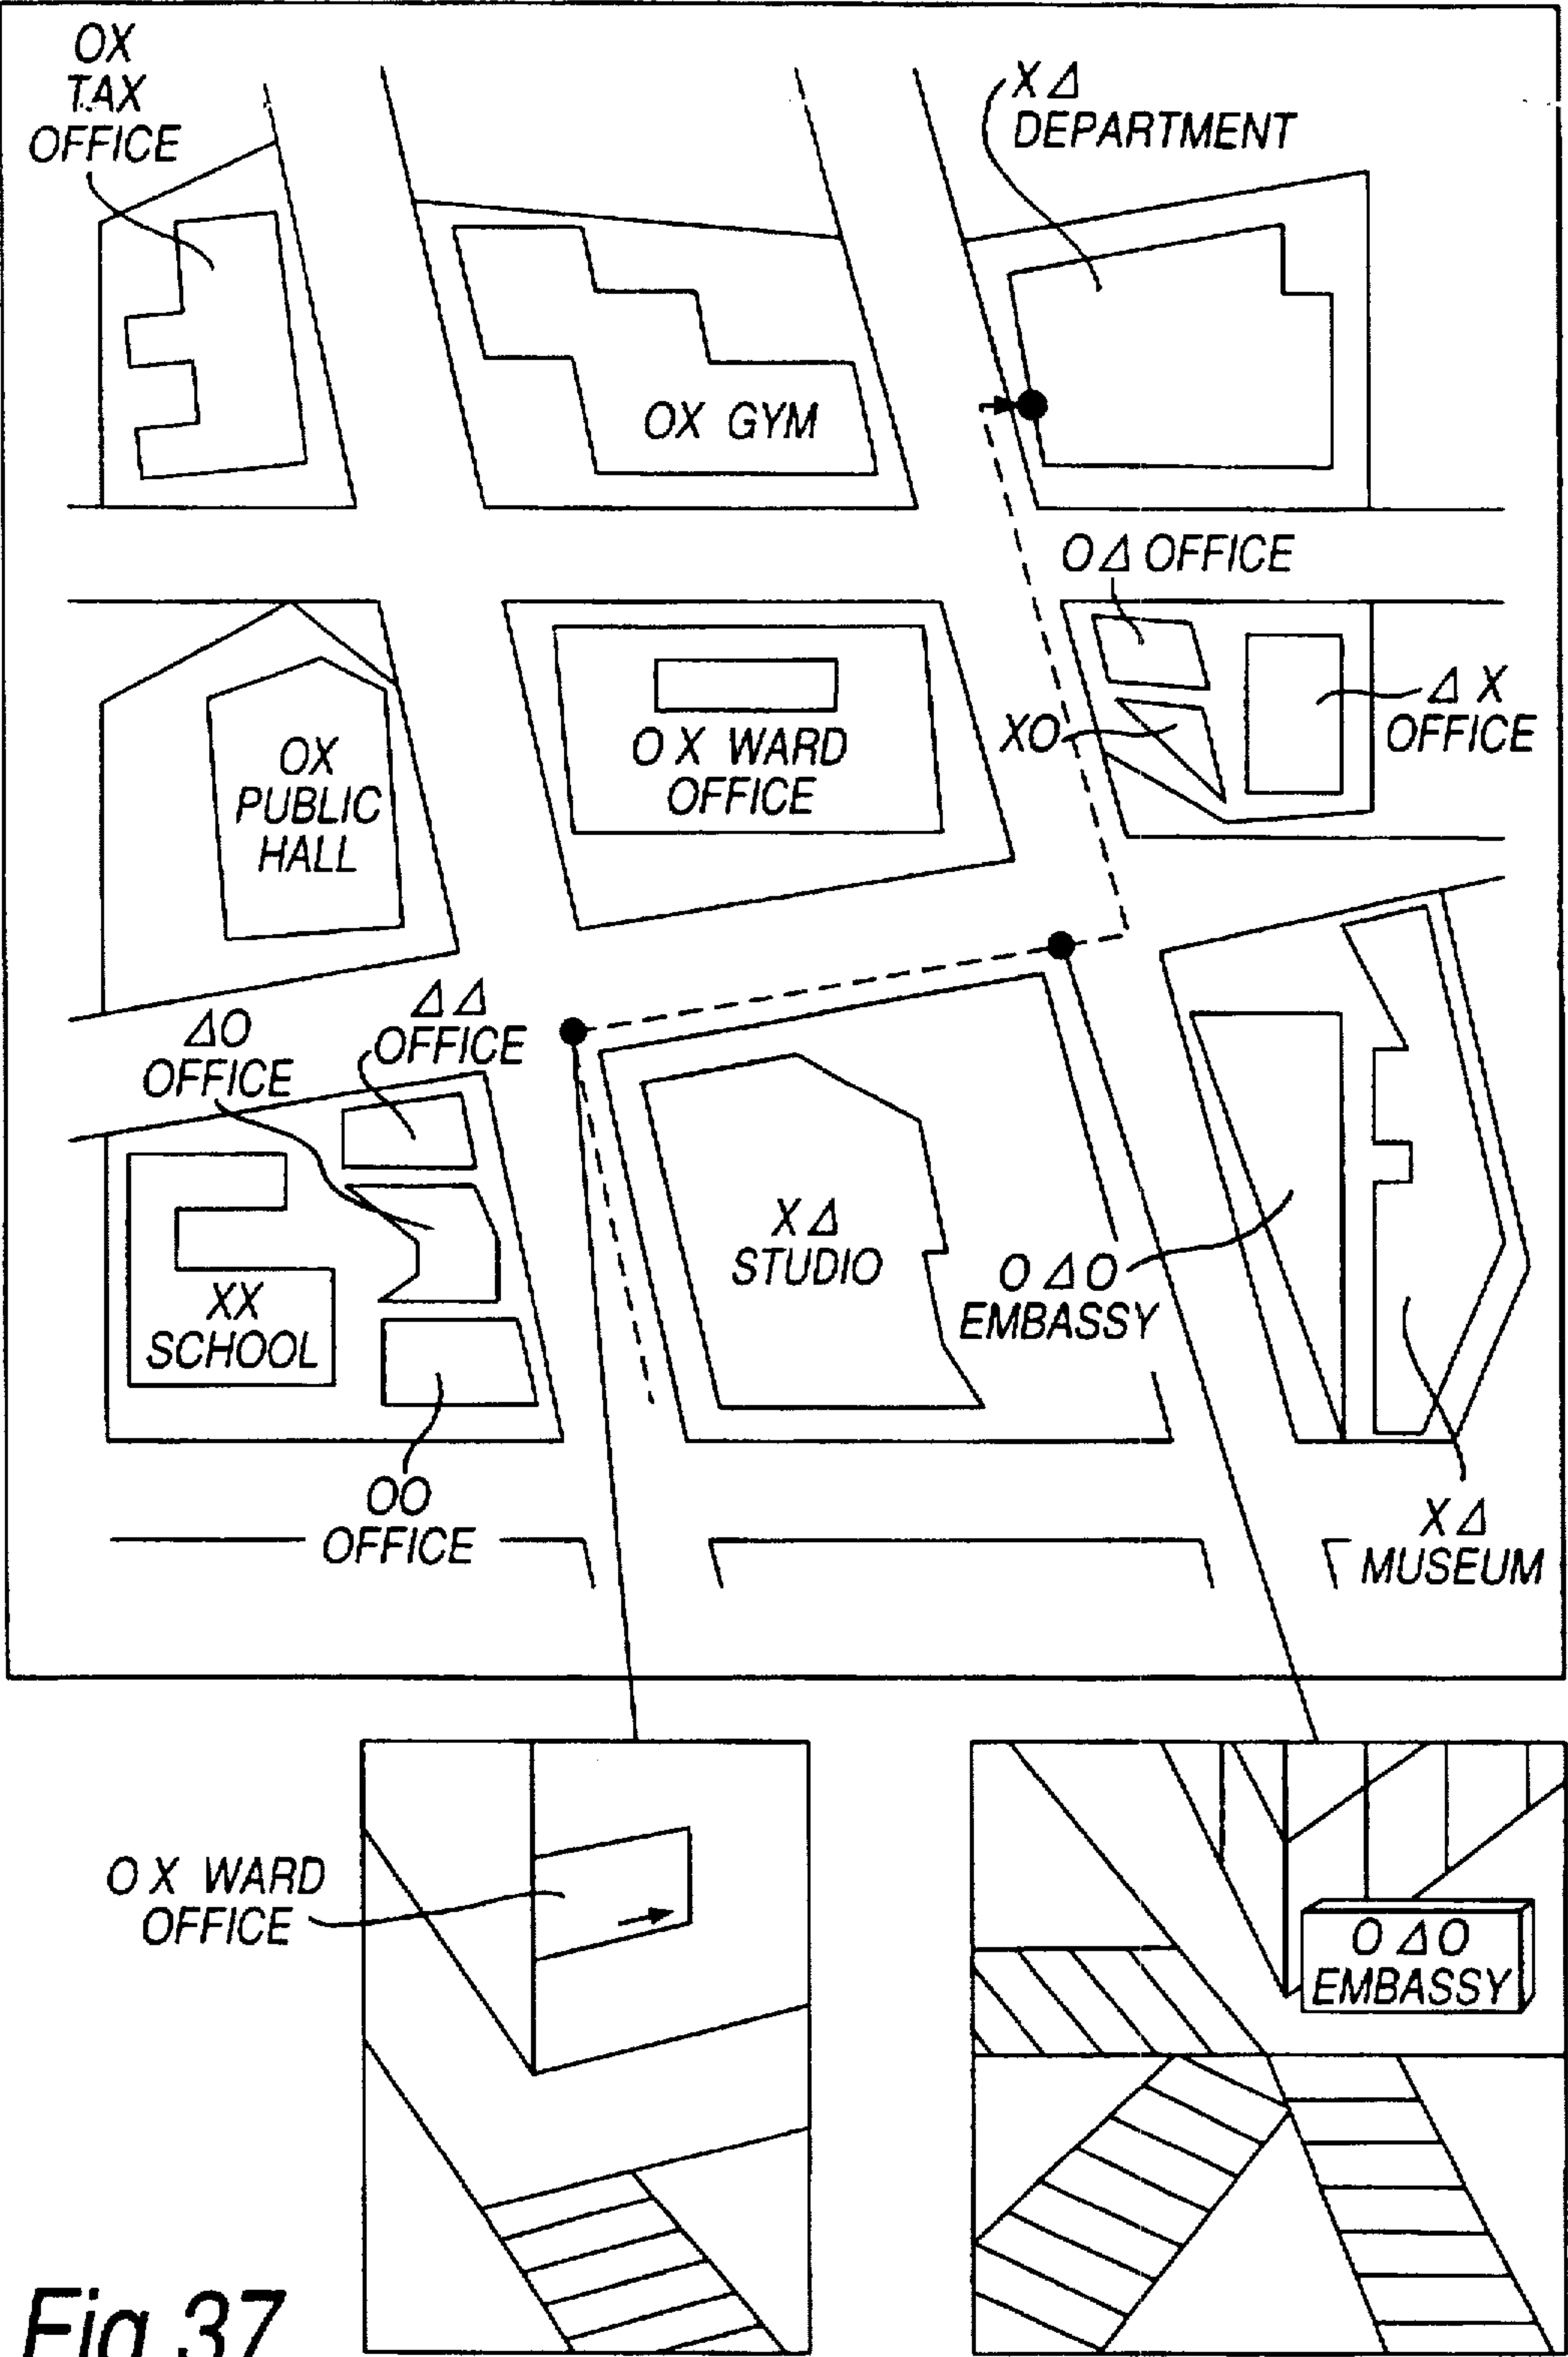 OX
TAX
OFFICE
X△
DEPARTMENT
OX GYM
O△ OFFICE
XO
△ X
OFFICE
OX
PUBLIC
HALL
O X WARD
OFFICE
△O
OFFICE
△△
OFFICE
XX
SCHOOL
X△
STUDIO
O △O
EMBASSY
OO
OFFICE
X△
MUSEUM
O X WARD
OFFICE
O △O
EMBASSY
Fig.37